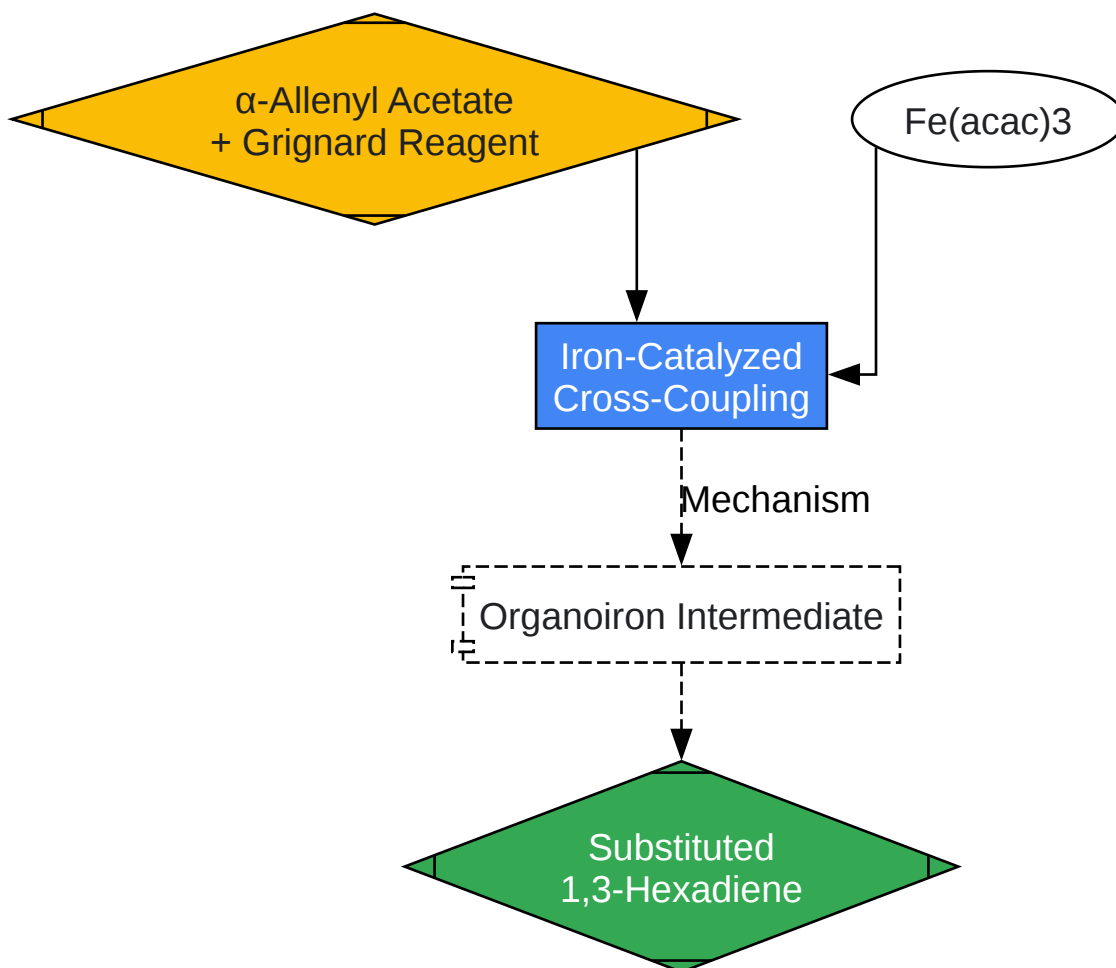 α-Allenyl Acetate
+ Grignard Reagent
Fe(acac)3
Iron-Catalyzed
Cross-Coupling
Mechanism
Organoiron Intermediate
Substituted
1,3-Hexadiene